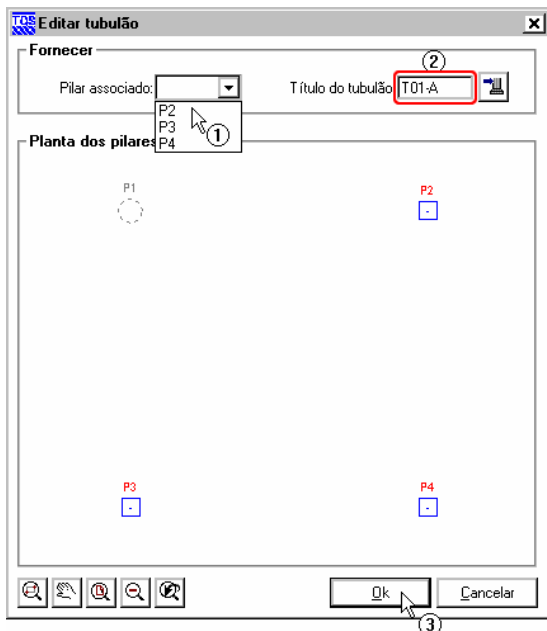 TQS Editar tubulão
Fornecer
②
Pilar associado:
Título do tubulão T01-A
P2
P3
P4
①
Planta dos pilares
P1
P2
P3
P4
Ok
Cancelar
③